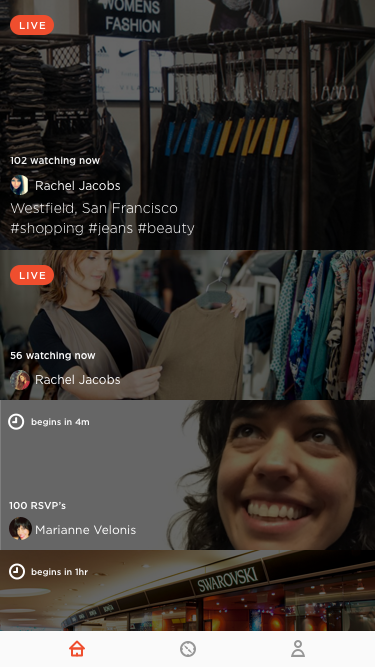 WOMENS
FASHION
LIVE
102 watching now
Rachel Jacobs
Westfield, San Francisco
#shopping #jeans #beauty
LIVE
56 watching now
Rachel Jacobs
begins in 4m
100 RSVP's
Marianne Velonis
begins in 1hr
SWAROVSKI